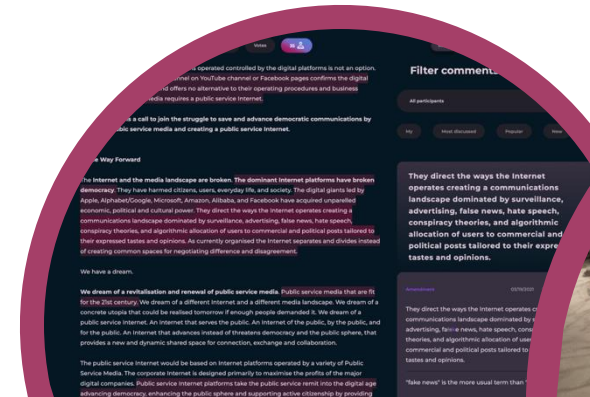 Votes
s operated controlled by the digital platforms is not an option.
nnel on YouTube channel or Facebook pages confirms the digital
nd offers no alternative to their operating procedures and business
edia requires a public service Internet.
is a call to join the struggle to save and advance democratic communications by
blic service media and creating a public service Internet.
e Way Forward
he Internet and the media landscape are broken. The dominant Internet platforms have broken
democracy. They have harmed citizens, users, everyday life, and society. The digital giants led by
Apple, Alphabet/Google, Microsoft, Amazon, Alibaba, and Facebook have acquired unparalleled
economic, political and cultural power. They direct the ways the Internet operates creating a
communications landscape dominated by surveillance, advertising, false news, hate speech,
conspiracy theories, and algorithmic allocation of users to commercial and political posts tailored to
their expressed tastes and opinions. As currently organised the Internet separates and divides instead
of creating common spaces for negotiating difference and disagreement.
We have a dream.
We dream of a revitalisation and renewal of public service media. Public service media that are fit
for the 21st century. We dream of a different Internet and a different media landscape. We dream of a
concrete utopia that could be realised tomorrow if enough people demanded it. We dream of a
public service Internet. An Internet that serves the public. An Internet of the public, by the public, and
for the public. An Internet that advances instead of threatens democracy and the public sphere, that
provides a new and dynamic shared space for connection, exchange and collaboration.
The public service Internet would be based on Internet platforms operated by a variety of Public
Service Media. The corporate Internet is designed primarily to maximise the profits of the major
digital companies. Public service Internet platforms take the public service remit into the digital age
advancing democracy, enhancing the public sphere and supporting active citizenship by providing
Filter comments
All participants
My Most discussed Popular New
They direct the ways the Internet
operates creating a communications
landscape dominated by surveillance,
advertising, false news, hate speech,
conspiracy theories, and algorithmic
allocation of users to commercial and
political posts tailored to their expre
tastes and opinions.
Amendment
They direct the ways the Internet operates c
communications landscape dominated by s
advertising, false news, hate speech, cons
theories, and algorithmic allocation of user
commercial and political posts tailored to
tastes and opinions.
"fake news" is the more usual term than